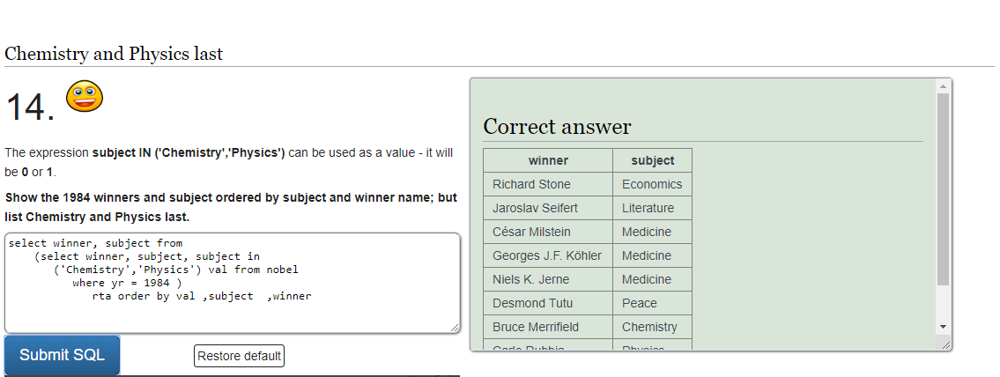 Chemistry and Physics last
14.
The expression subject IN ('Chemistry','Physics') can be used as a value - it will
be 0 or 1.
Show the 1984 winners and subject ordered by subject and winner name; but
list Chemistry and Physics last.
select winner, subject from
(select winner, subject, subject in
('Chemistry','Physics') val from nobel
where yr = 1984 )
rta order by val ,subject  ,winner
Submit SQL
Restore default
Correct answer
winner subject
Richard Stone Economics
Jaroslav Seifert Literature
César Milstein Medicine
Georges J.F. Köhler Medicine
Niels K. Jerne Medicine
Desmond Tutu Peace
Bruce Merrifield Chemistry